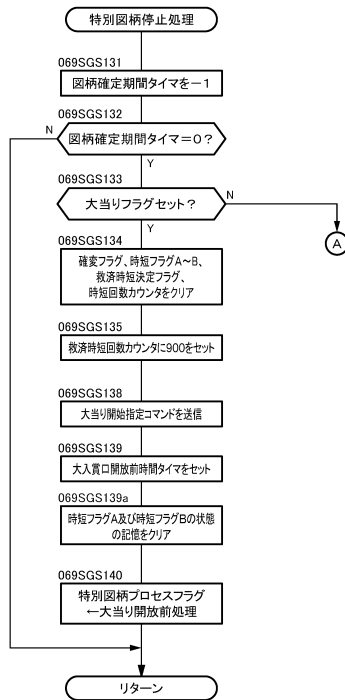 特別図柄停止処理
069SGS131
図柄確定期間タイマを－1
069SGS132
N
図柄確定期間タイマ＝0？
Y
069SGS133
大当りフラグセット？
N
Y
A
069SGS134
確変フラグ、時短フラグA～B、
救済時短決定フラグ、
時短回数カウンタをクリア
069SGS135
救済時短回数カウンタに900をセット
069SGS138
大当り開始指定コマンドを送信
069SGS139
大入賞口開放前時間タイマをセット
069SGS139a
時短フラグA及び時短フラグBの状態
の記憶をクリア
069SGS140
特別図柄プロセスフラグ
←大当り開放前処理
リターン